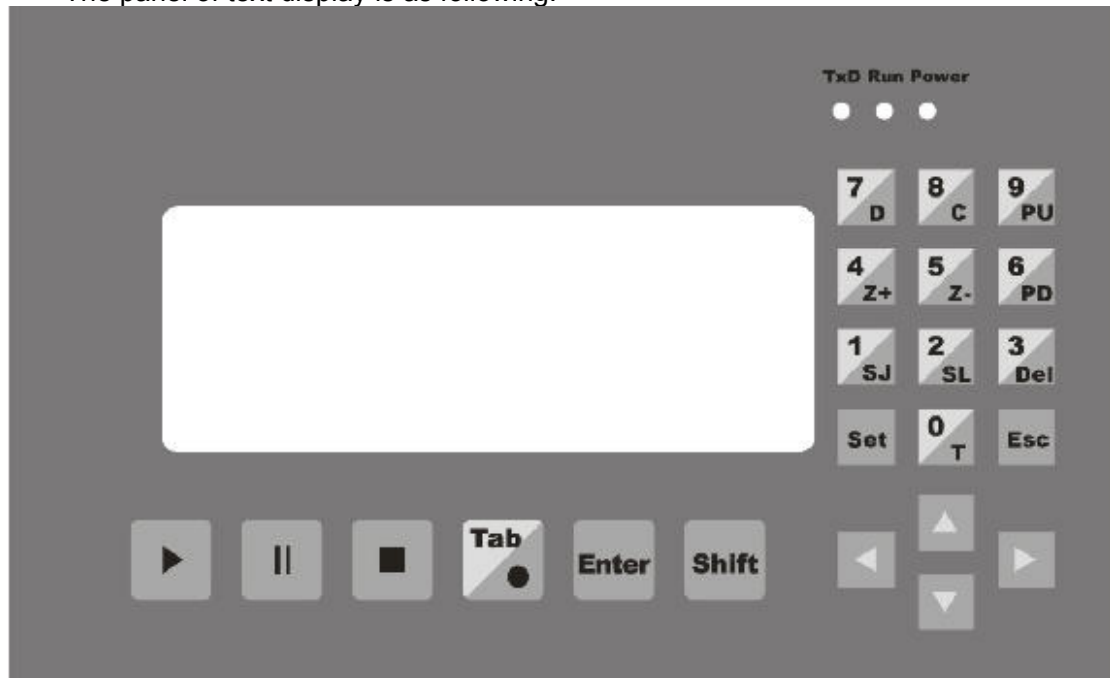 The panel of text display is as following:
TxD Run Power
7 D 8 C 9 PU
4 Z+ 5 Z- 6 PD
1 SJ 2 SL 3 Del
Set 0 T Esc
Tab Enter Shift